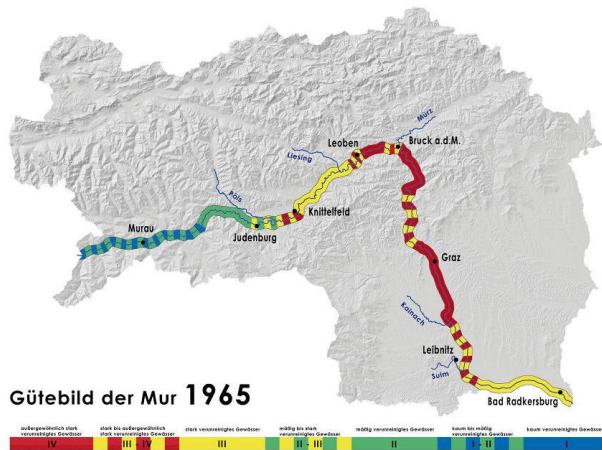 Mürz
Leoben
Bruck a.d.M.
Liesing
Pöls
Knittelfeld
Murau
Judenburg
Graz
Kainach
Leibnitz
Sulm
Bad Radkersburg
Gütebild der Mur 1965
außergewöhnlich stark verunreinigtes Gewässer
stark bis außergewöhnlich stark verunreinigtes Gewässer
stark verunreinigtes Gewässer
mäßig bis stark verunreinigtes Gewässer
mäßig verunreinigtes Gewässer
kaum bis mäßig verunreinigtes Gewässer
kaum verunreinigtes Gewässer
IV
III - IV
III
II - III
II
I - II
I